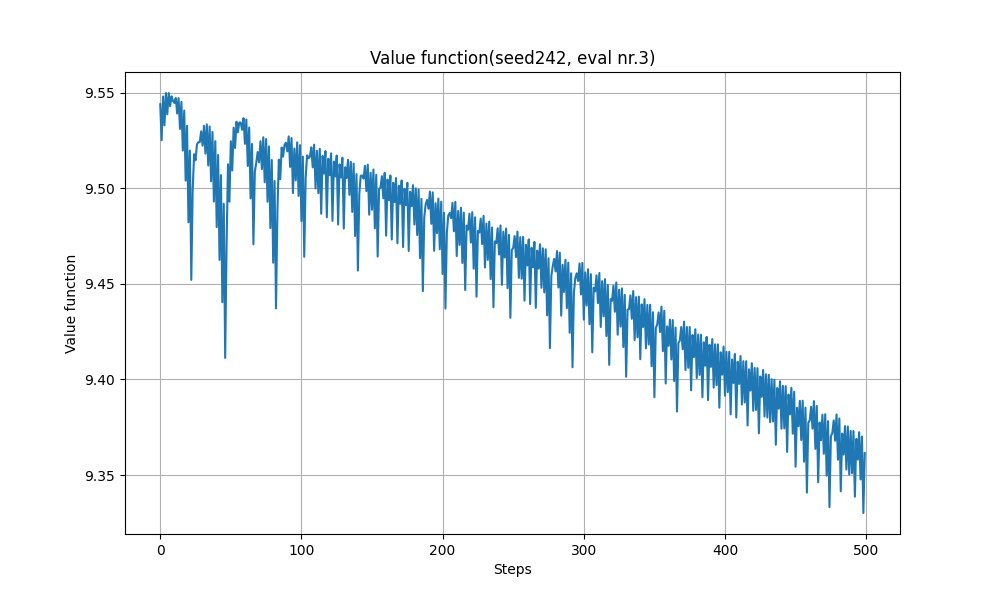 Value function(seed242, eval nr.3)
Value function
9.55
9.50
9.45
9.40
9.35
0 100 200 300 400 500
Steps